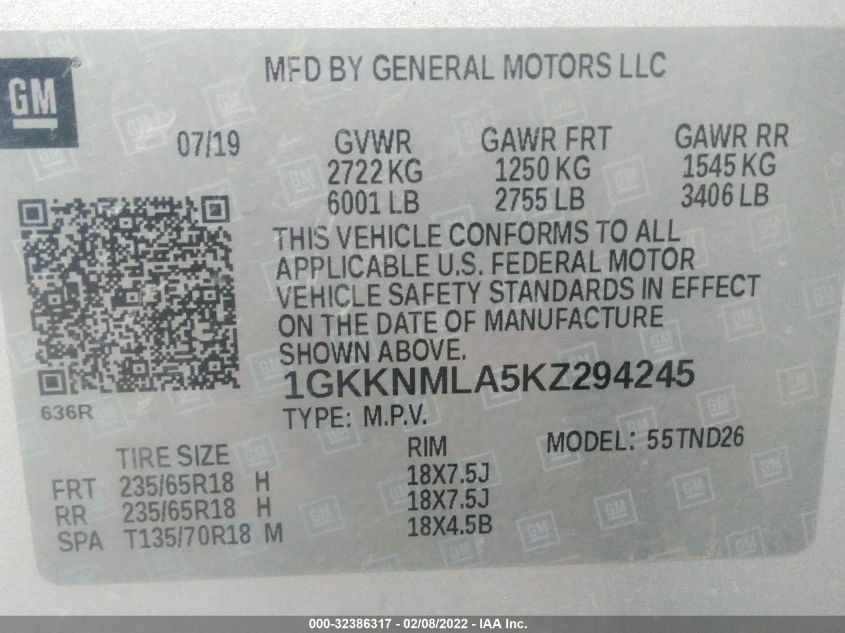 GM
MFD BY GENERAL MOTORS LLC
07/19 GVWR GAWR FRT GAWR RR
2722 KG 1250 KG 1545 KG
6001 LB 2755 LB 3406 LB
THIS VEHICLE CONFORMS TO ALL
APPLICABLE U.S. FEDERAL MOTOR
VEHICLE SAFETY STANDARDS IN EFFECT
ON THE DATE OF MANUFACTURE
SHOWN ABOVE.
1GKKNMLA5KZ294245
636R
TYPE: M.P.V.
TIRE SIZE RIM MODEL: 55TND26
FRT 235/65R18 H 18X7.5J
RR 235/65R18 H 18X7.5J
SPA T135/70R18 M 18X4.5B
000-32386317 - 02/08/2022 - IAA Inc.